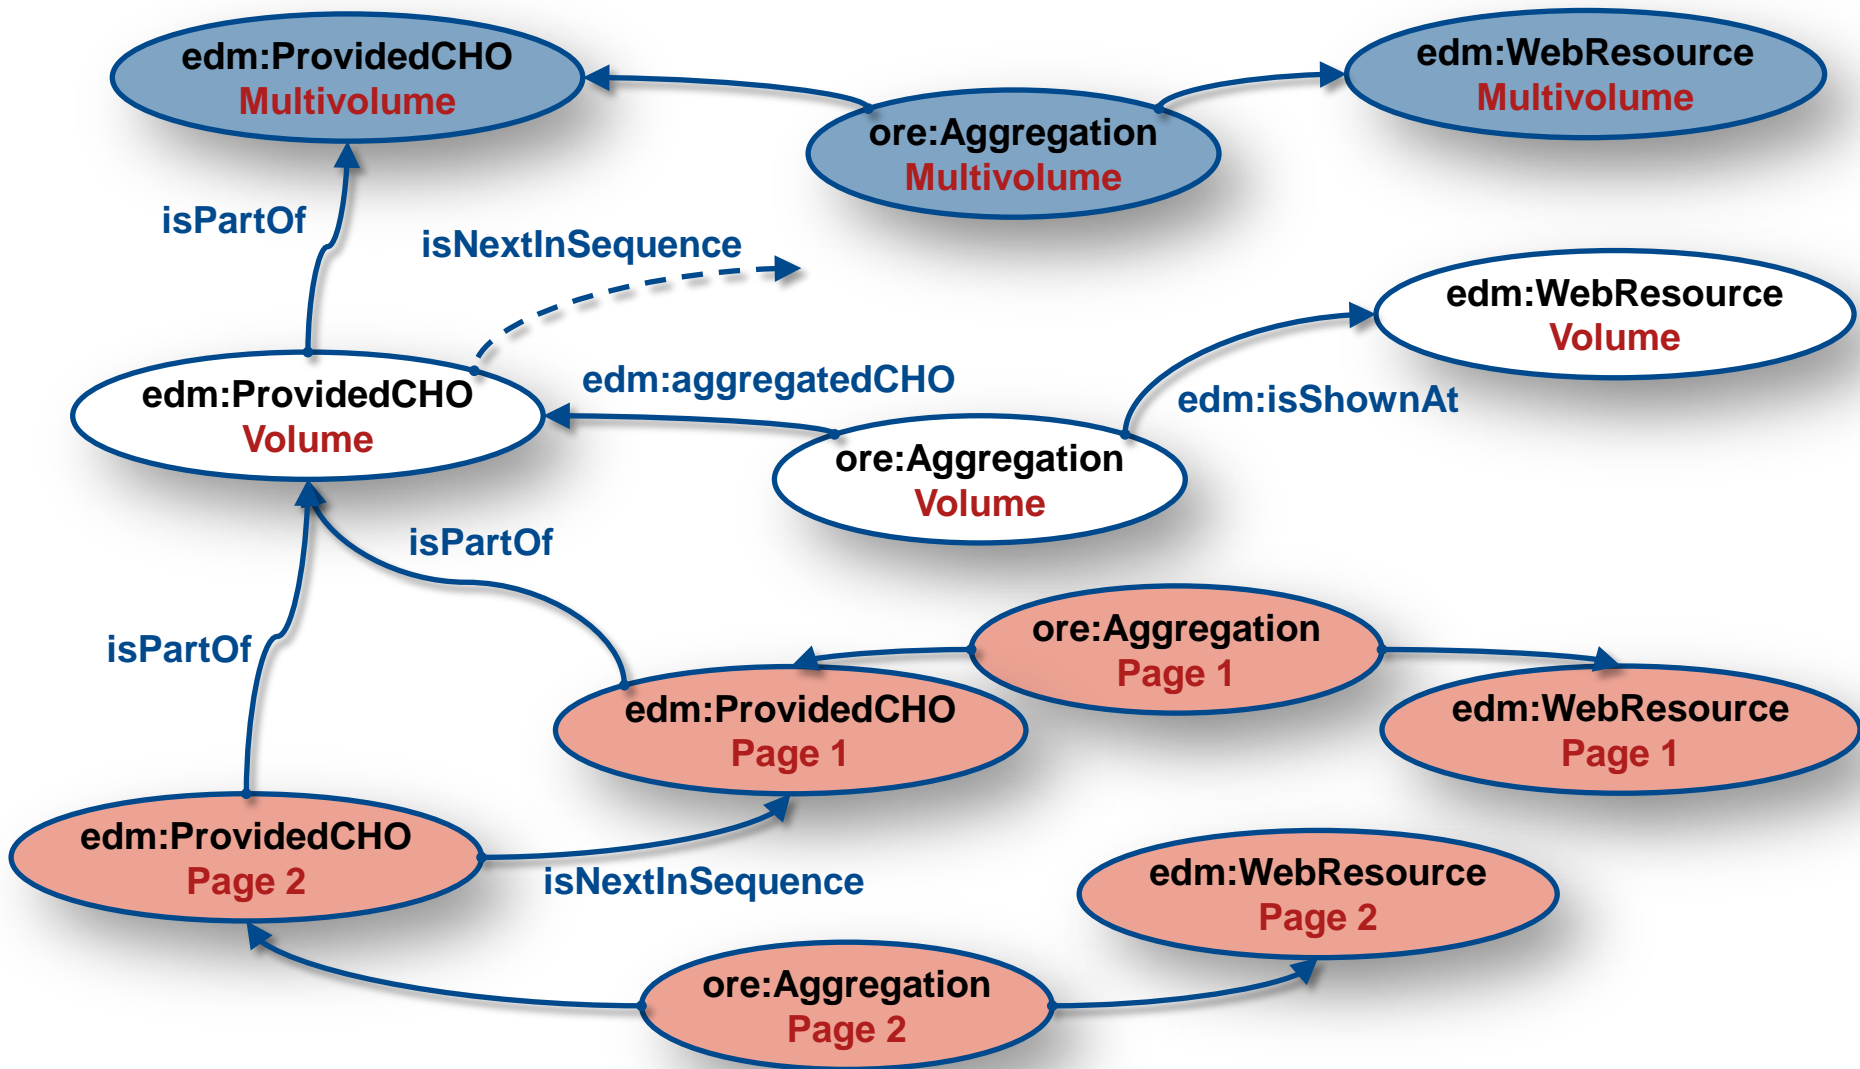 edm:ProvidedCHO
Multivolume
edm:WebResource
Multivolume
ore:Aggregation
Multivolume
isPartOf
isNextInSequence
edm:WebResource
Volume
edm:ProvidedCHO
Volume
edm:aggregatedCHO
edm:isShownAt
ore:Aggregation
Volume
isPartOf
isPartOf
ore:Aggregation
Page 1
edm:ProvidedCHO
Page 1
edm:WebResource
Page 1
edm:ProvidedCHO
Page 2
isNextInSequence
edm:WebResource
Page 2
ore:Aggregation
Page 2